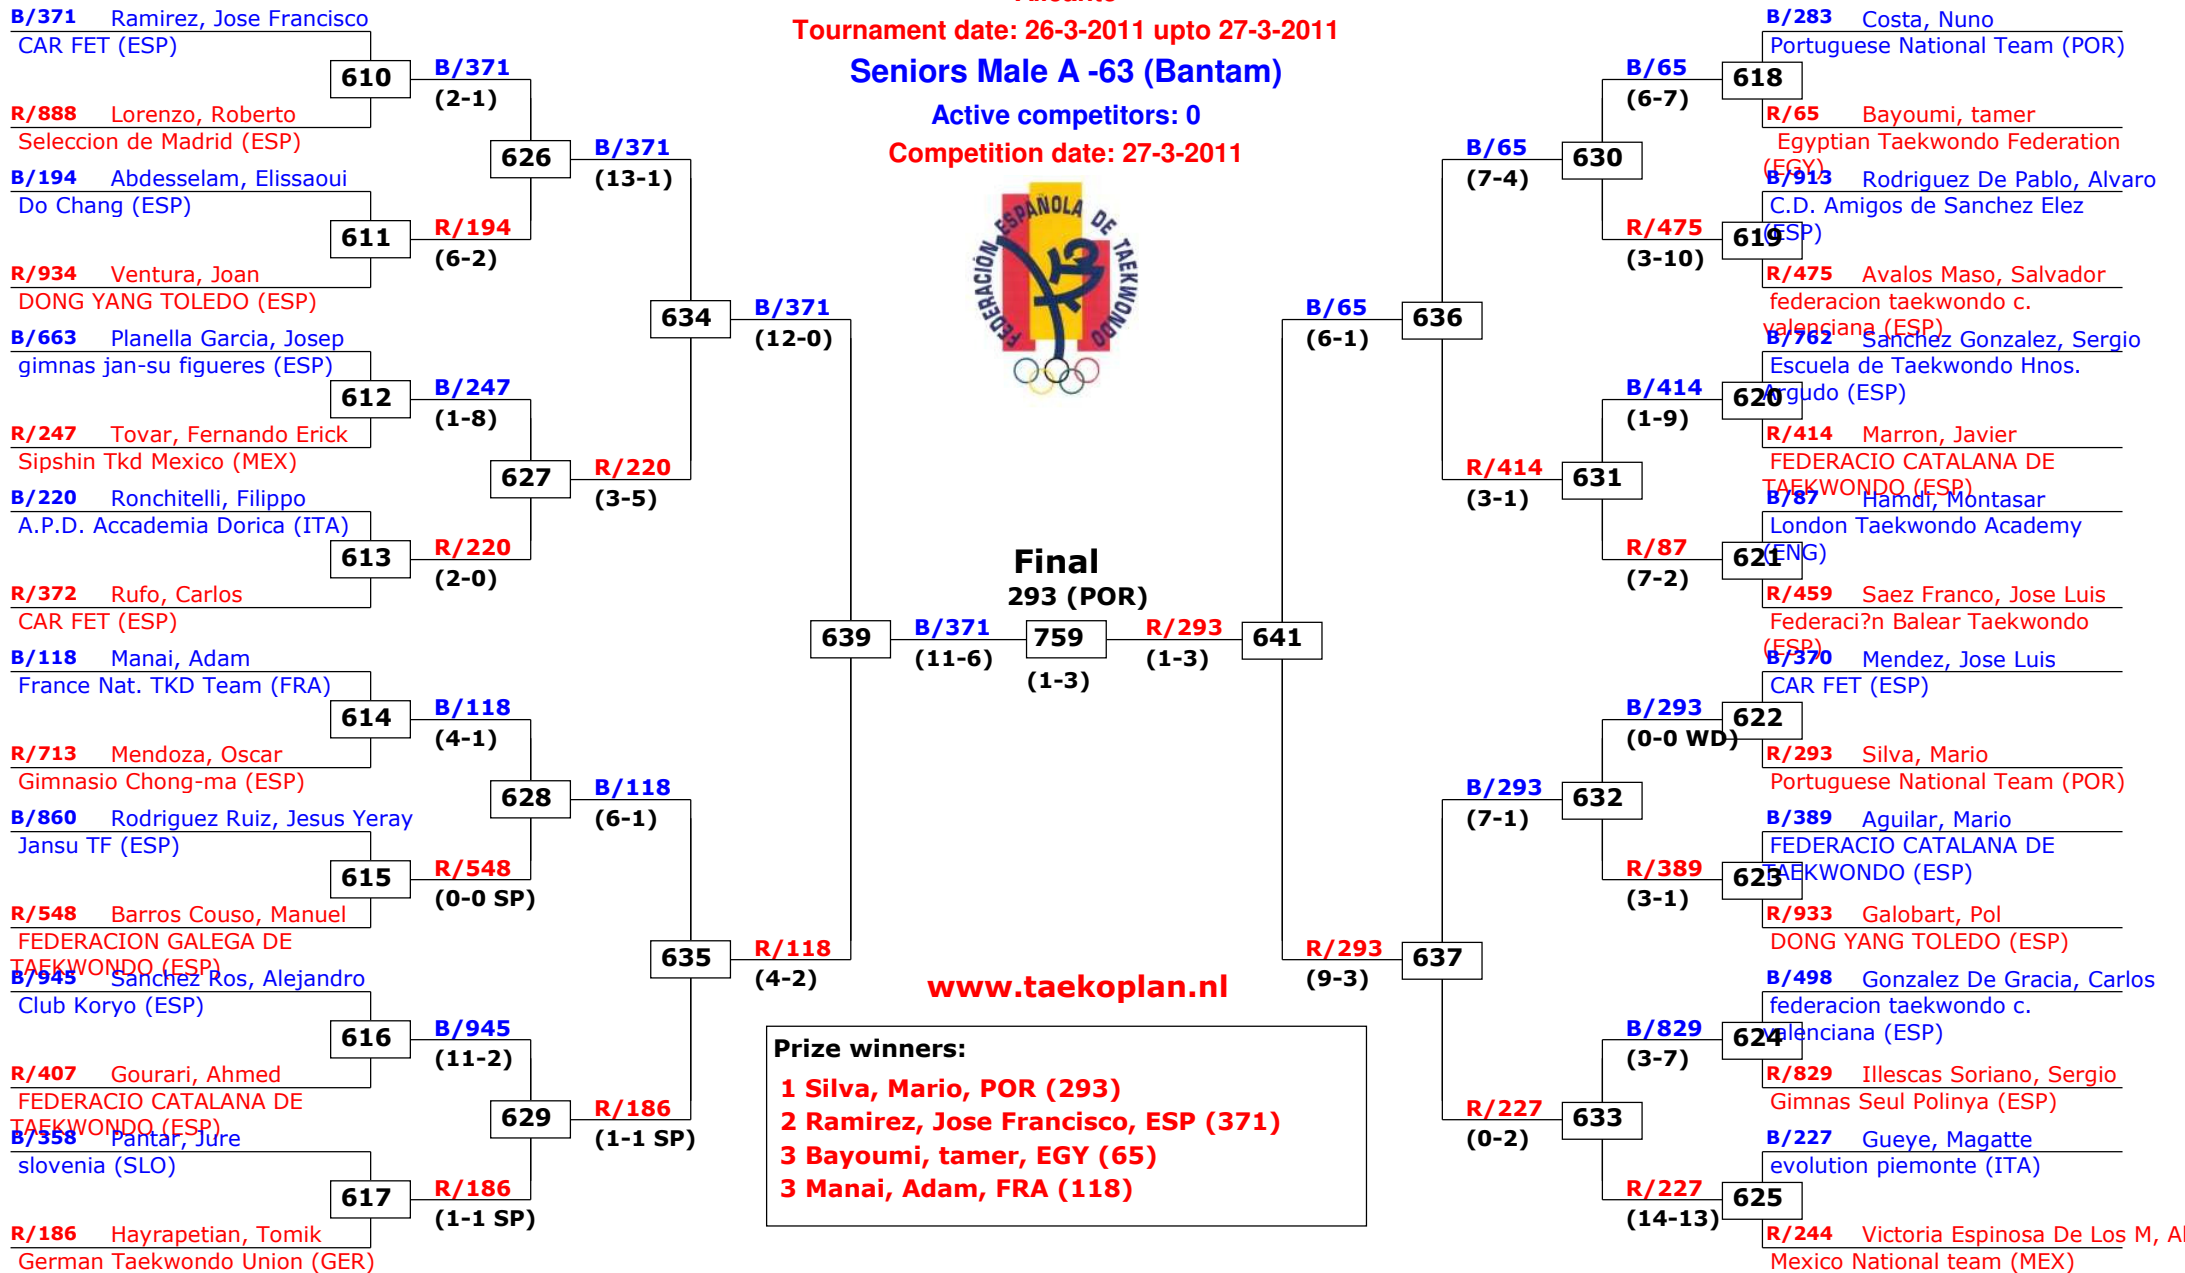 Tournament date: 26-3-2011 upto 27-3-2011
Seniors Male A -63 (Bantam)
Active competitors: 0
Competition date: 27-3-2011
FEDERACIÓN ESPAÑOLA DE TAEKWONDO
B/371 Ramirez, Jose Francisco
CAR FET (ESP)
610
R/888 Lorenzo, Roberto
Seleccion de Madrid (ESP)
B/194 Abdesselam, Elissaoui
Do Chang (ESP)
611
R/934 Ventura, Joan
DONG YANG TOLEDO (ESP)
B/663 Planella Garcia, Josep
gimnas jan-su figueres (ESP)
612
R/247 Tovar, Fernando Erick
Sipshin Tkd Mexico (MEX)
B/220 Ronchitelli, Filippo
A.P.D. Accademia Dorica (ITA)
613
R/372 Rufo, Carlos
CAR FET (ESP)
B/118 Manai, Adam
France Nat. TKD Team (FRA)
614
R/713 Mendoza, Oscar
Gimnasio Chong-ma (ESP)
B/860 Rodriguez Ruiz, Jesus Yeray
Jansu TF (ESP)
615
R/548 Barros Couso, Manuel
FEDERACION GALEGA DE
TAEKWONDO (ESP)
B/945 Sanchez Ros, Alejandro
Club Koryo (ESP)
616
R/407 Gourari, Ahmed
FEDERACIO CATALANA DE
TAEKWONDO (ESP)
B/358 Pantar, Jure
slovenia (SLO)
617
R/186 Hayrapetian, Tomik
German Taekwondo Union (GER)
B/371
(2-1)
626
R/194
(6-2)
B/247
(1-8)
627
R/220
(2-0)
B/118
(4-1)
628
R/548
(0-0 SP)
B/945
(11-2)
629
R/186
(1-1 SP)
B/371
(13-1)
634
R/220
(3-5)
B/118
(6-1)
635
R/186
(1-1 SP)
B/371
(12-0)
639
R/118
(4-2)
Final
293 (POR)
B/371
(11-6)
759
(1-3)
R/293
(1-3)
641
B/65
(6-1)
636
R/293
(9-3)
637
B/65
(7-4)
630
R/414
(3-1)
631
B/293
(7-1)
632
R/227
(0-2)
633
B/65
(6-7)
R/475
(3-10)
B/414
(1-9)
R/87
(7-2)
B/293
(0-0 WD)
R/389
(3-1)
B/829
(3-7)
R/227
(14-13)
B/283 Costa, Nuno
Portuguese National Team (POR)
618
R/65 Bayoumi, tamer
Egyptian Taekwondo Federation
(EGY)
B/913 Rodriguez De Pablo, Alvaro
C.D. Amigos de Sanchez Elez
(ESP)
619
R/475 Avalos Maso, Salvador
federacion taekwondo c.
valenciana (ESP)
B/762 Sanchez Gonzalez, Sergio
Escuela de Taekwondo Hnos.
Argudo (ESP)
620
R/414 Marron, Javier
FEDERACIO CATALANA DE
TAEKWONDO (ESP)
B/87 Hamdi, Montasar
London Taekwondo Academy
(ENG)
621
R/459 Saez Franco, Jose Luis
Federaci?n Balear Taekwondo
(ESP)
B/370 Mendez, Jose Luis
CAR FET (ESP)
622
R/293 Silva, Mario
Portuguese National Team (POR)
B/389 Aguilar, Mario
FEDERACIO CATALANA DE
TAEKWONDO (ESP)
623
R/933 Galobart, Pol
DONG YANG TOLEDO (ESP)
B/498 Gonzalez De Gracia, Carlos
federacion taekwondo c.
valenciana (ESP)
624
R/829 Illescas Soriano, Sergio
Gimnas Seul Polinya (ESP)
B/227 Gueye, Magatte
evolution piemonte (ITA)
625
R/244 Victoria Espinosa De Los M,
Mexico National team (MEX)
www.taekoplan.nl
Prize winners:
1 Silva, Mario, POR (293)
2 Ramirez, Jose Francisco, ESP (371)
3 Bayoumi, tamer, EGY (65)
3 Manai, Adam, FRA (118)